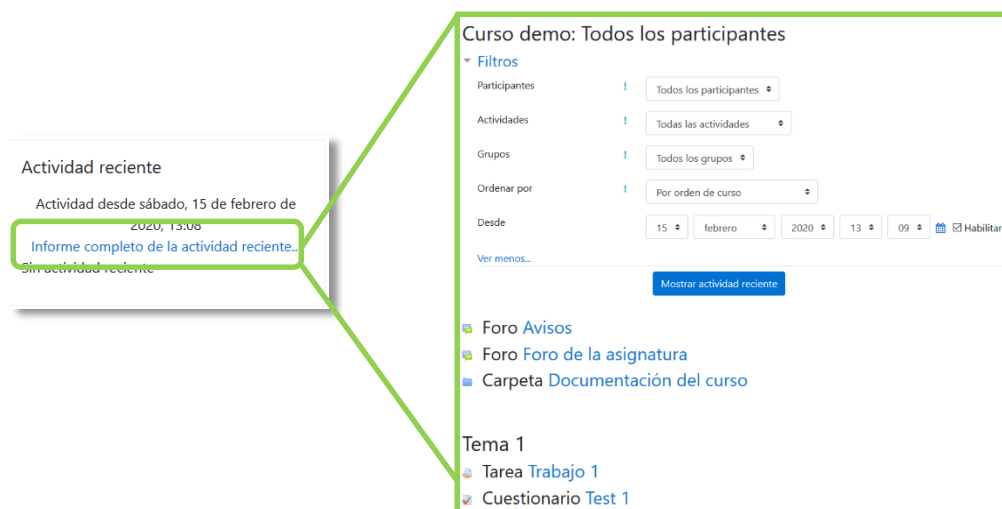 Actividad reciente
Actividad desde sábado, 15 de febrero de
2020, 13:08
Informe completo de la actividad reciente...
Sin actividad reciente
Curso demo: Todos los participantes
Filtros
Participantes ! Todos los participantes
Actividades ! Todas las actividades
Grupos ! Todos los grupos
Ordenar por ! Por orden de curso
Desde 15 febrero 2020 13 09 Habilitar
Ver menos...
Mostrar actividad reciente
Foro Avisos
Foro Foro de la asignatura
Carpeta Documentación del curso
Tema 1
Tarea Trabajo 1
Cuestionario Test 1